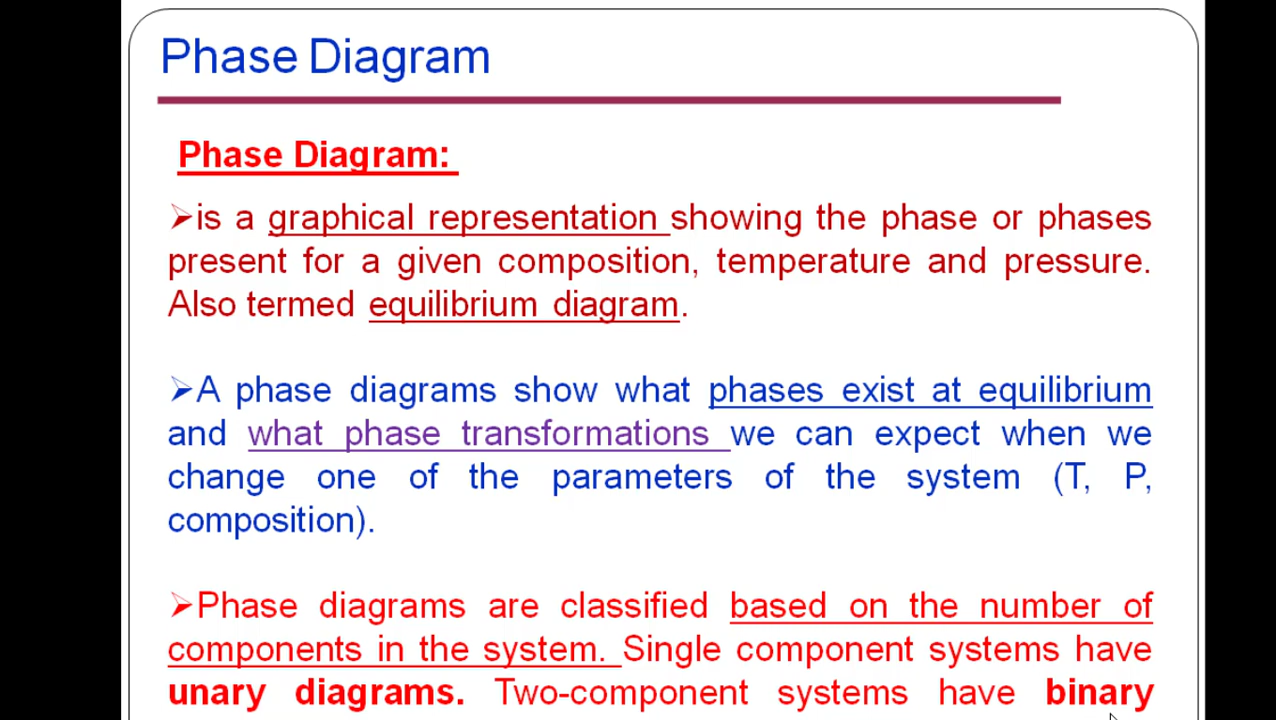 Phase Diagram
Phase Diagram:
➢is a graphical representation showing the phase or phases
present for a given composition, temperature and pressure.
Also termed equilibrium diagram.
➢A phase diagrams show what phases exist at equilibrium
and what phase transformations we can expect when we
change one of the parameters of the system (T, P,
composition).
➢Phase diagrams are classified based on the number of
components in the system. Single component systems have
unary diagrams. Two-component systems have binary